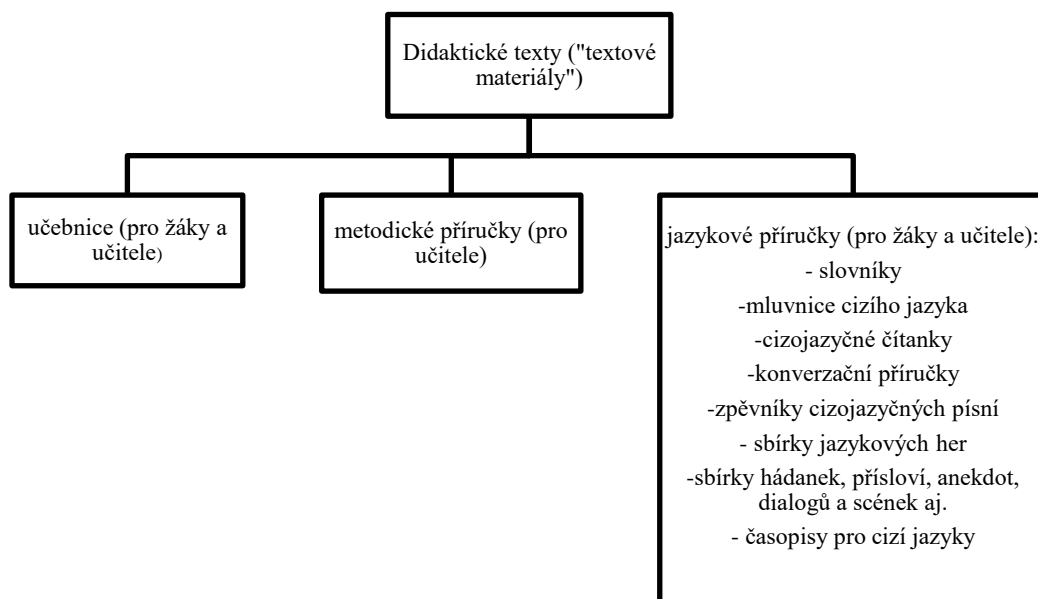 Didaktické texty ("textové
materiály")
učebnice (pro žáky a
učitele)
metodické příručky (pro
učitele)
jazykové příručky (pro žáky a učitele):
- slovníky
-mluvnice cizího jazyka
-cizojazyčné čítanky
-konverzační příručky
-zpěvníky cizojazyčných písní
- sbírky jazykových her
-sbírky hádanek, přísloví, anekdot,
dialogů a scének aj.
- časopisy pro cizí jazyky